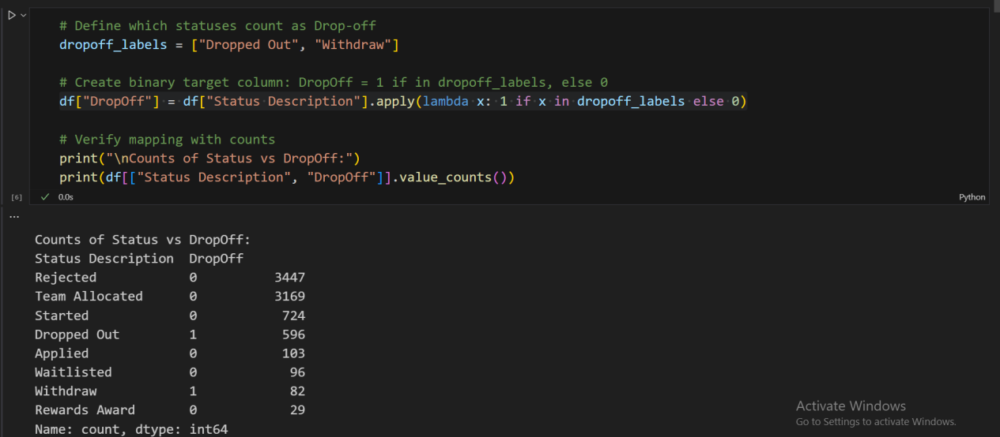 # Define which statuses count as Drop-off
dropoff_labels = ["Dropped Out", "Withdraw"]
# Create binary target column: DropOff = 1 if in dropoff_labels, else 0
df["DropOff"] = df["Status Description"].apply(lambda x: 1 if x in dropoff_labels else 0)
# Verify mapping with counts
print("\nCounts of Status vs DropOff:")
print(df[["Status Description", "DropOff"]].value_counts())
[6] ✓ 0.0s Python
...
Counts of Status vs DropOff:
Status Description  DropOff
Rejected            0          3447
Team Allocated      0          3169
Started             0           724
Dropped Out         1           596
Applied             0           103
Waitlisted          0            96
Withdraw            1            82
Rewards Award       0            29
Name: count, dtype: int64
Activate Windows
Go to Settings to activate Windows.